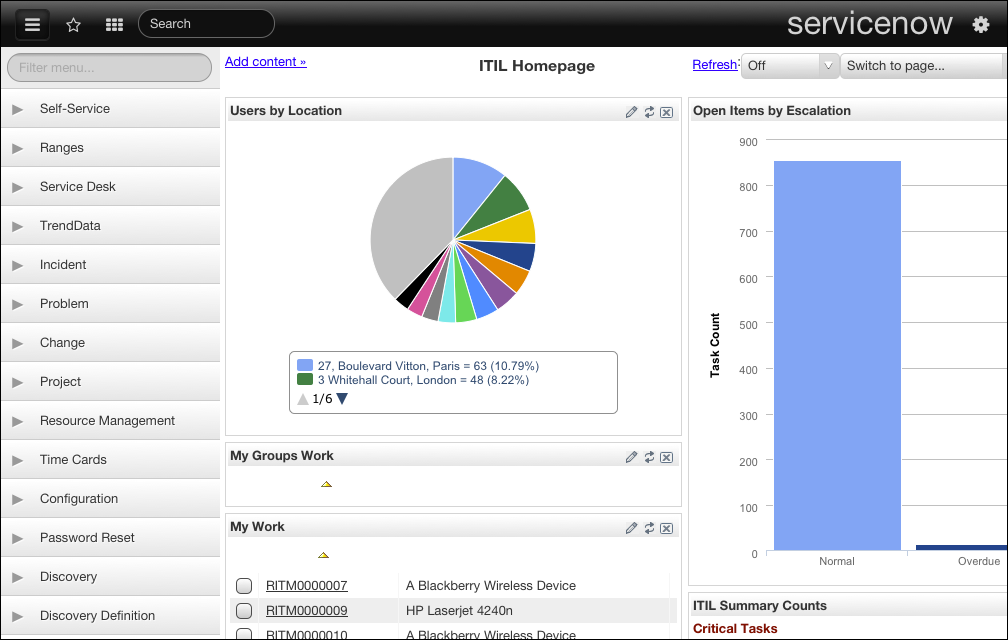 Search
servicenow
Filter menu...
Self-Service
Ranges
Service Desk
TrendData
Incident
Problem
Change
Project
Resource Management
Time Cards
Configuration
Password Reset
Discovery
Discovery Definition
Add content »
ITIL Homepage
Refresh:
Off
Switch to page...
Users by Location
27, Boulevard Vitton, Paris = 63 (10.79%)
3 Whitehall Court, London = 48 (8.22%)
1/6
My Groups Work
My Work
RITM0000007 A Blackberry Wireless Device
RITM0000009 HP Laserjet 4240n
RITM0000010 A Blackberry Wireless Device
Open Items by Escalation
900
800
700
600
500
400
300
200
100
0
Task Count
Normal
Overdue
ITIL Summary Counts
Critical Tasks